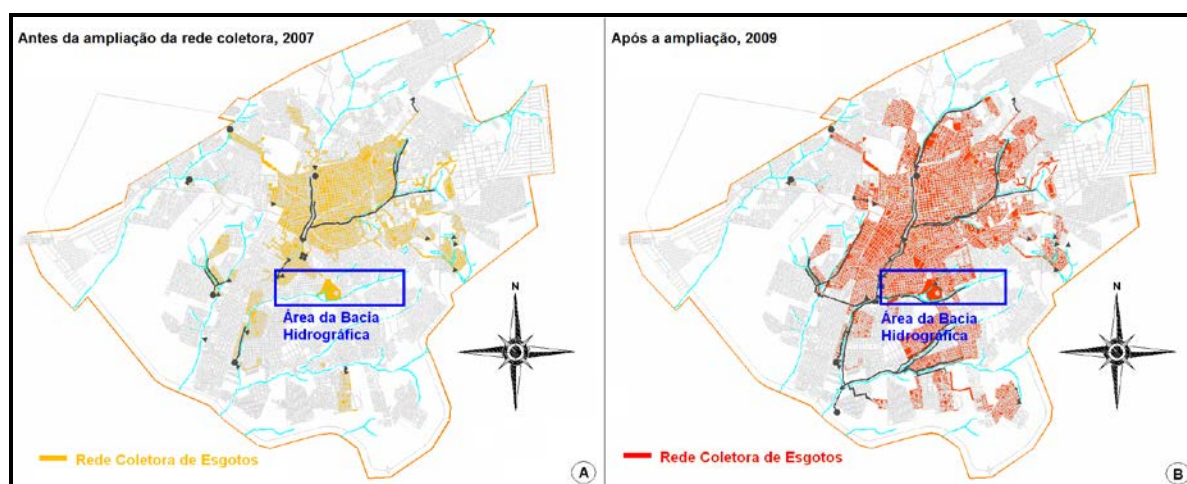 Antes da ampliação da rede coletora, 2007
N
Área da Bacia
Hidrográfica
Rede Coletora de Esgotos
A
Após a ampliação, 2009
N
Área da Bacia
Hidrográfica
Rede Coletora de Esgotos
B